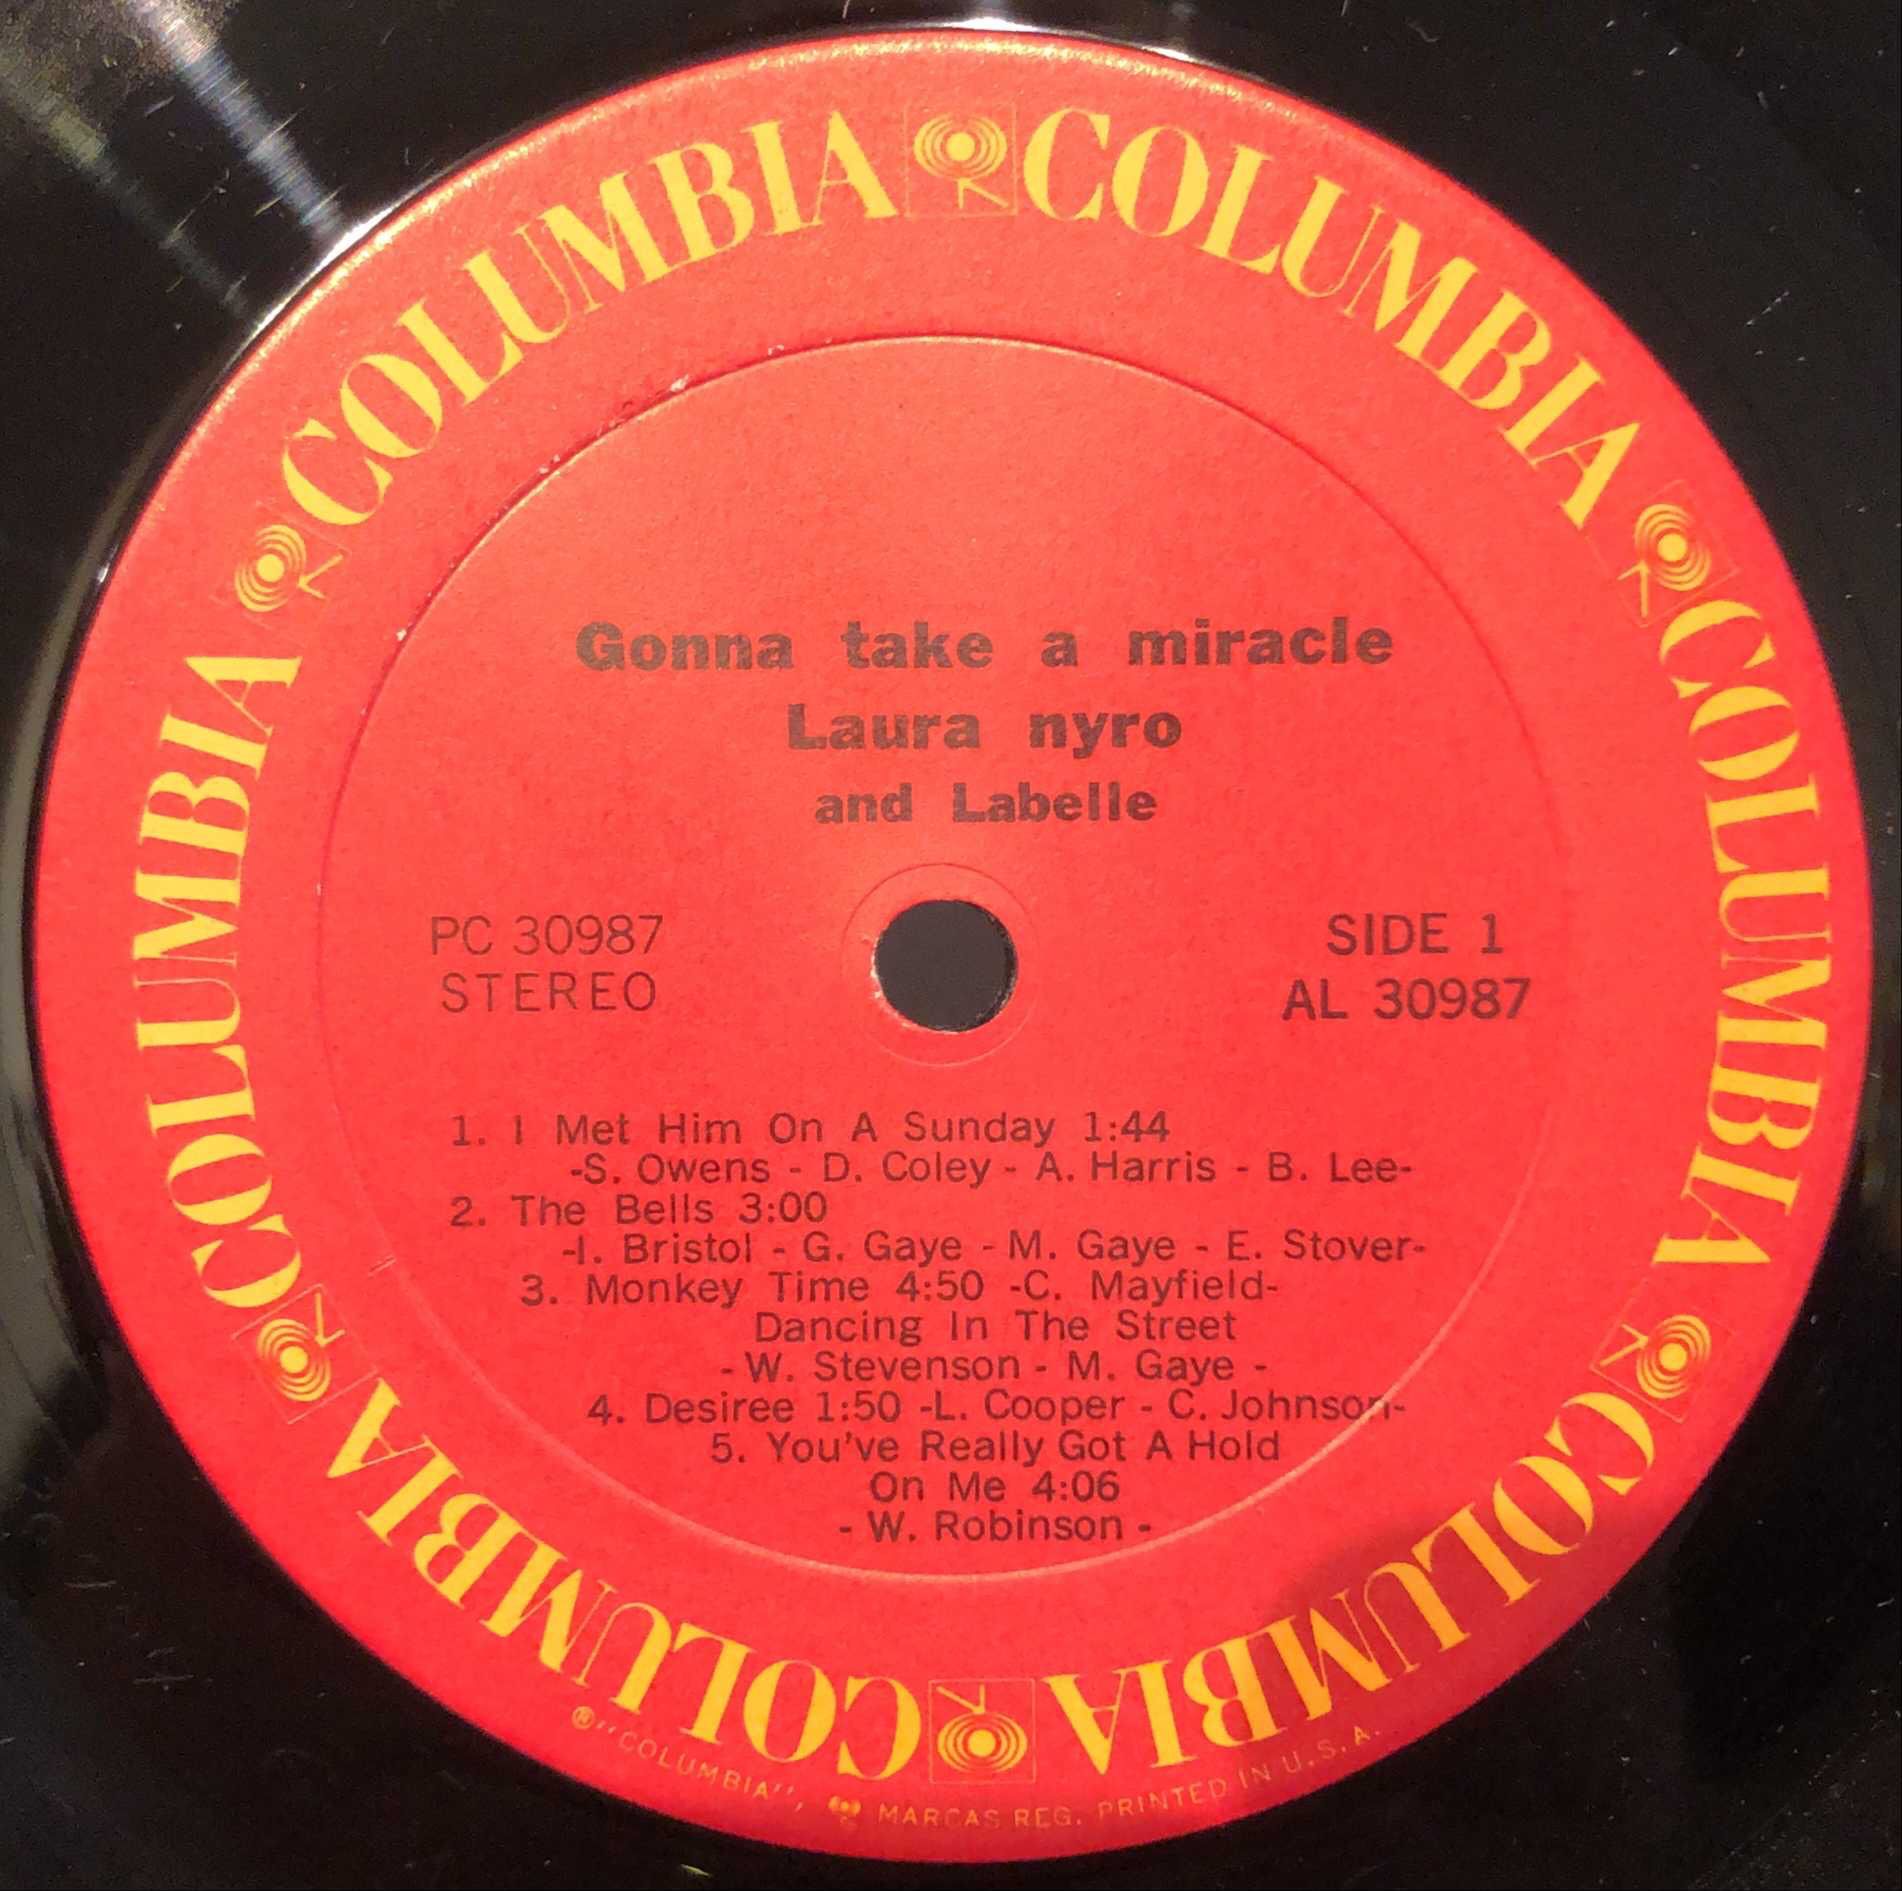 COLUMBIA COLUMBIA COLUMBIA COLUMBIA COLUMBIA COLUMBIA
Gonna take a miracle
Laura nyro
and Labelle
PC 30987
STEREO
SIDE 1
AL 30987
1. I Met Him On A Sunday 1:44
-S. Owens - D. Coley - A. Harris - B. Lee-
2. The Bells 3:00
-I. Bristol - G. Gaye - M. Gaye - E. Stover-
3. Monkey Time 4:50 -C. Mayfield-
Dancing In The Street
- W. Stevenson - M. Gaye -
4. Desiree 1:50 -L. Cooper - C. Johnson-
5. You've Really Got A Hold
On Me 4:06
- W. Robinson -
® "COLUMBIA", MARCAS REG. PRINTED IN U.S.A.